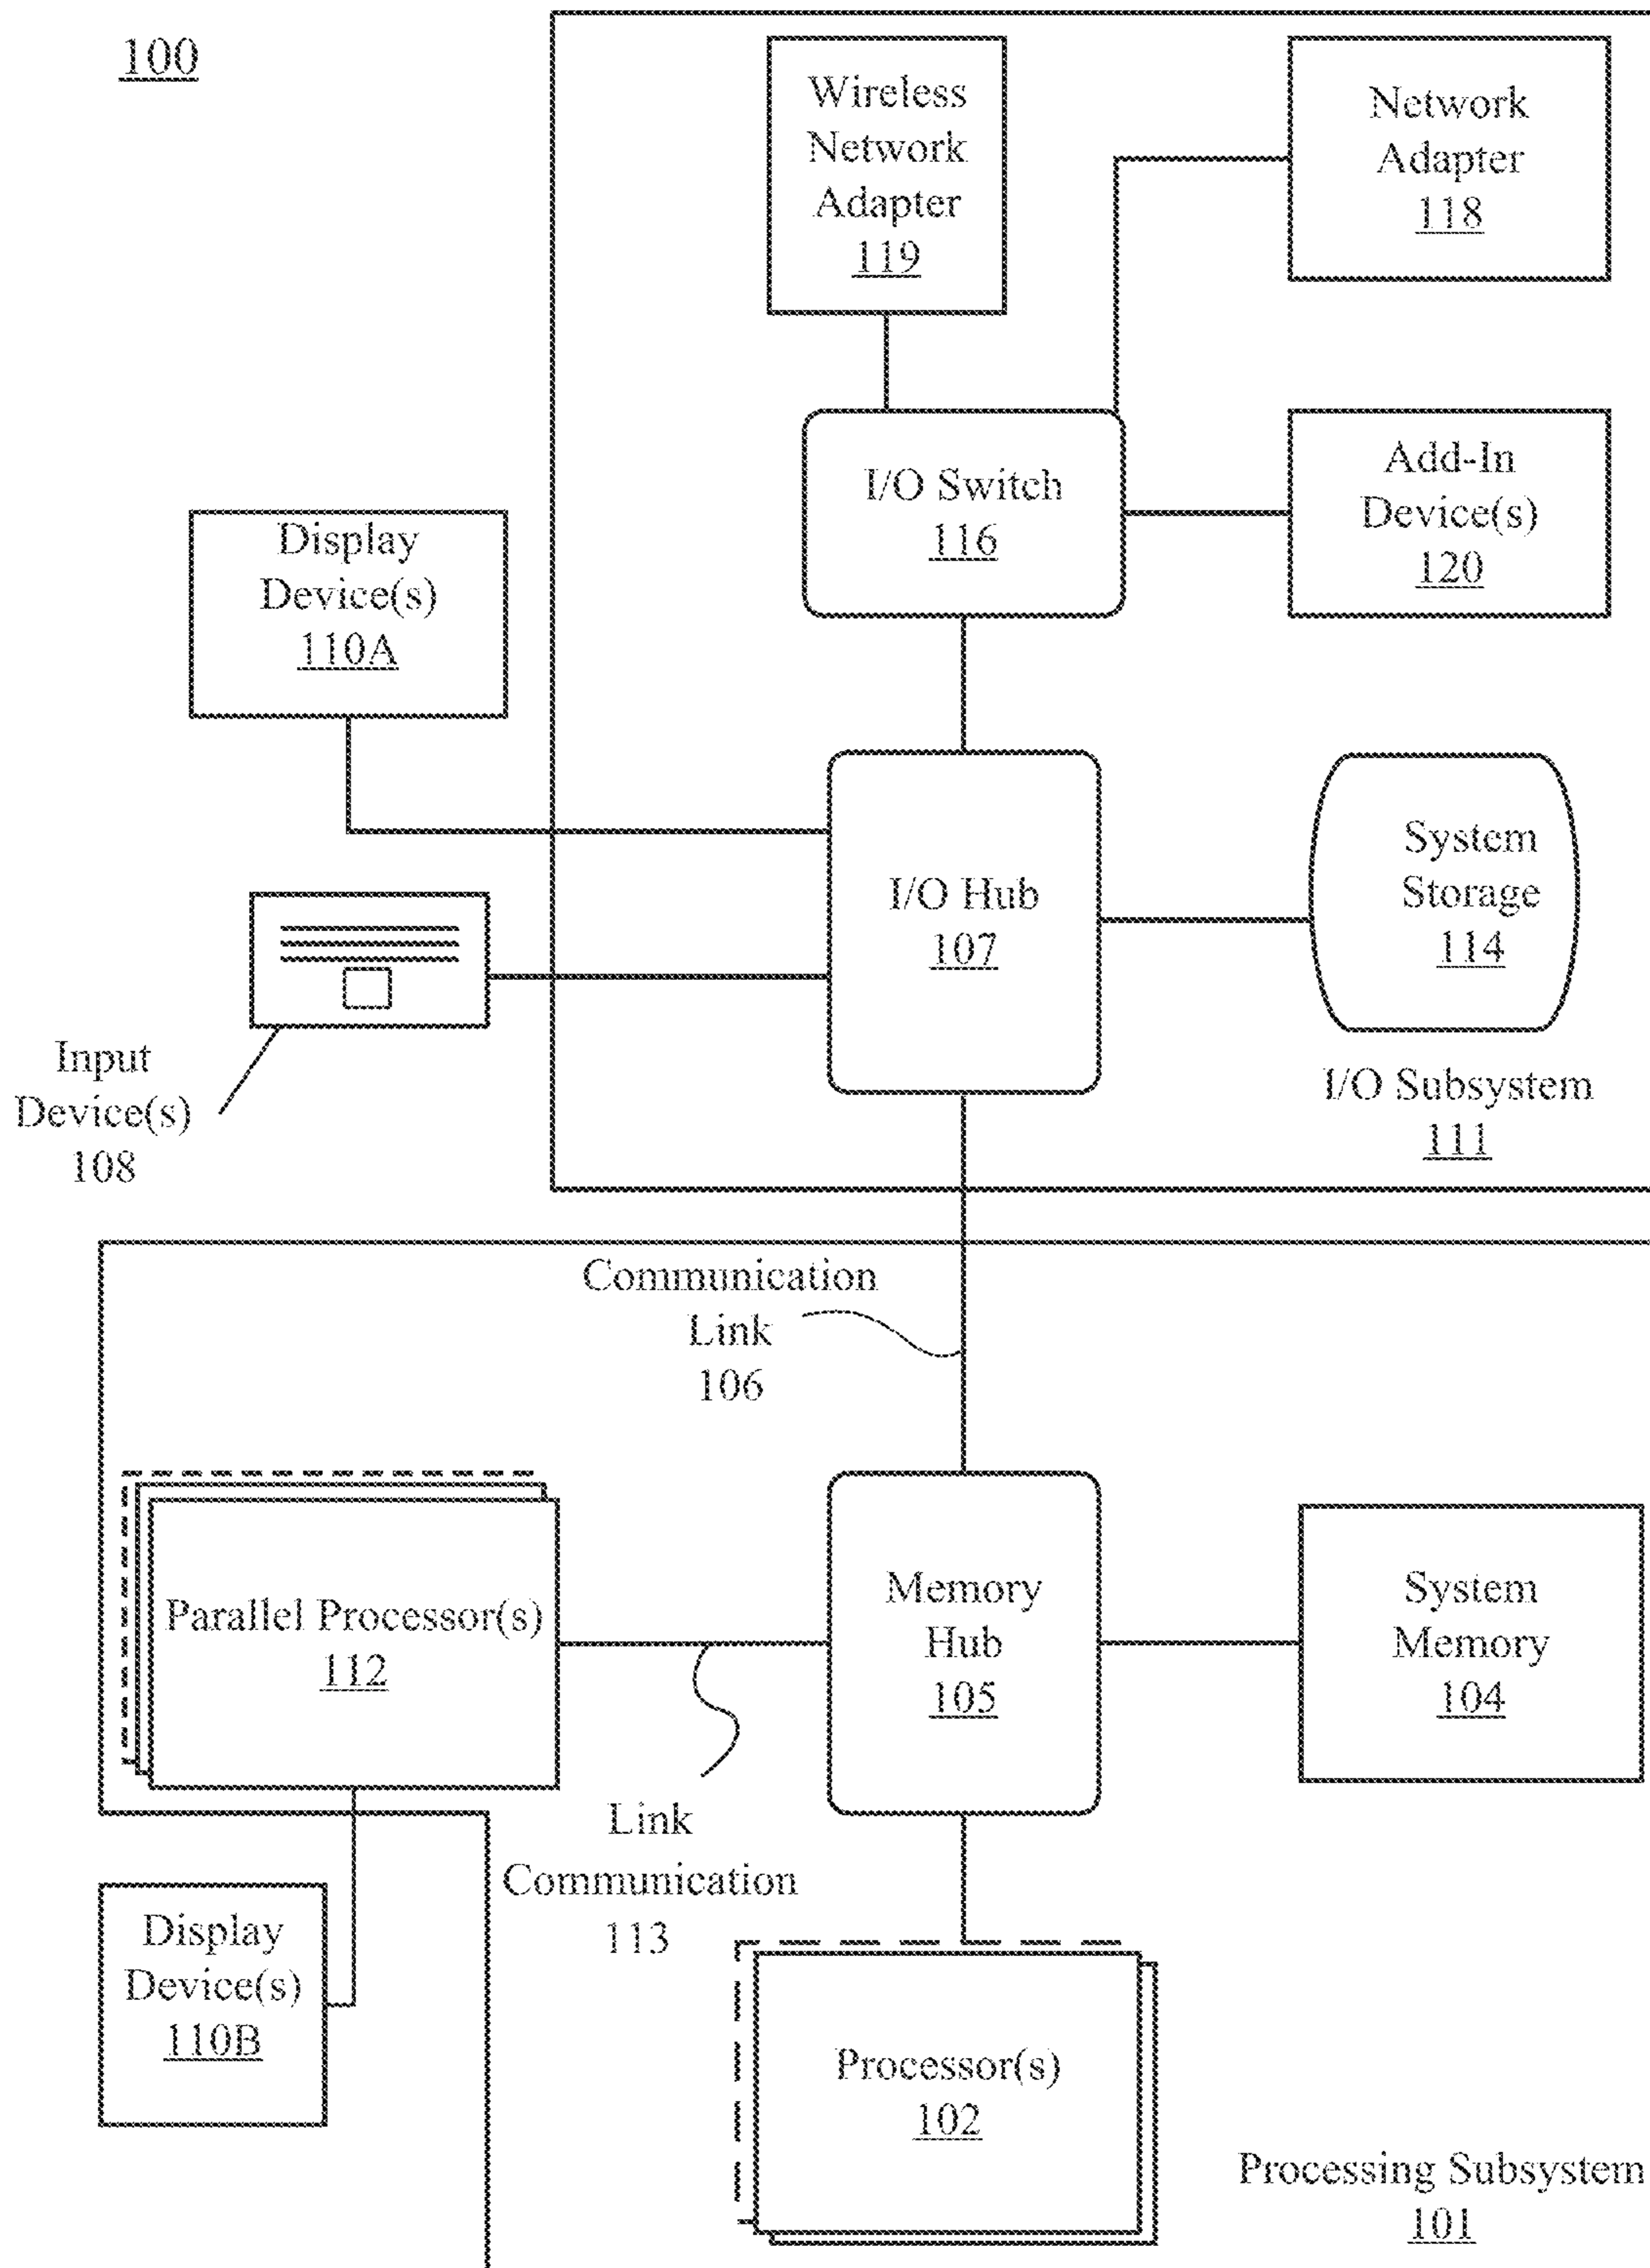 100
Wireless
Network
Adapter
119
Network
Adapter
118
I/O Switch
116
Add-In
Device(s)
120
Display
Device(s)
110A
I/O Hub
107
System
Storage
114
Input
Device(s)
108
I/O Subsystem
111
Communication
Link
106
Parallel Processor(s)
112
Memory
Hub
105
System
Memory
104
Link
Communication
113
Display
Device(s)
110B
Processor(s)
102
Processing Subsystem
101